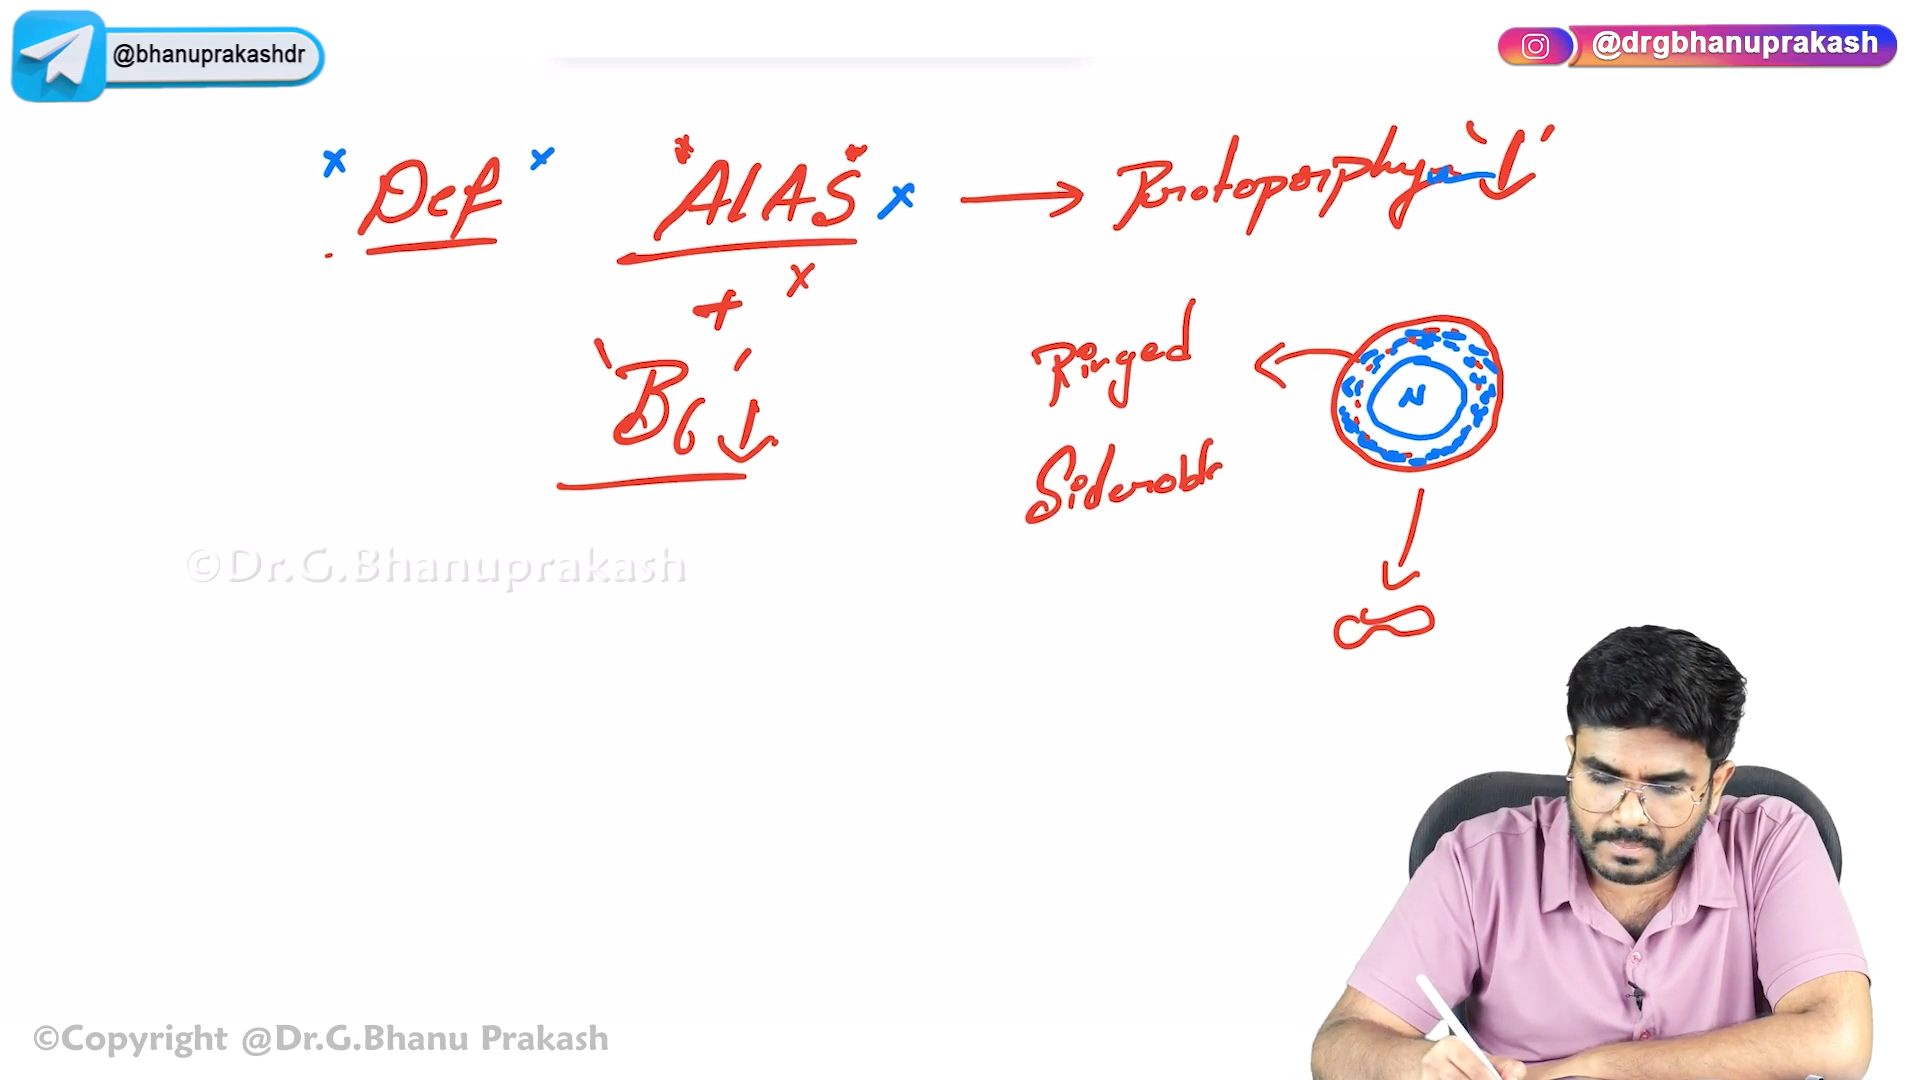 @bhanuprakashdr
@drgbhanuprakash
Def ALAS → Protoporphyrin ↓
x
+
B6 ↓
Ringed
N
Siderobl
©Dr.G.Bhanuprakash
©Copyright @Dr.G.Bhanu Prakash